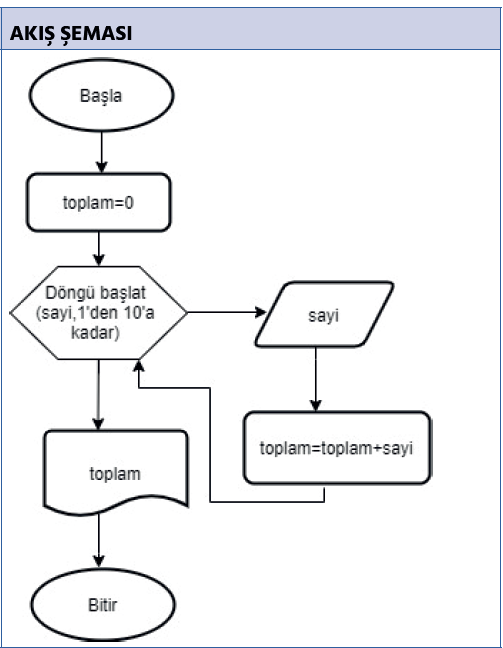 AKIŞ ŞEMASI
Başla
toplam=0
Döngü başlat
(sayi,1'den 10'a
kadar)
sayi
toplam=toplam+sayi
toplam
Bitir